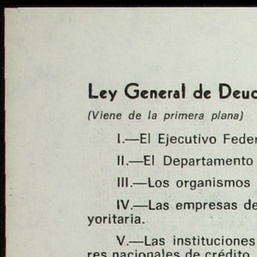 Ley General de Deuc
(Viene de la primera plana)
I.—El Ejecutivo Feder
II.—El Departamento
III.—Los organismos
IV.—Las empresas de
yoritaria.
V.—Las instituciones
res nacionales de crédito